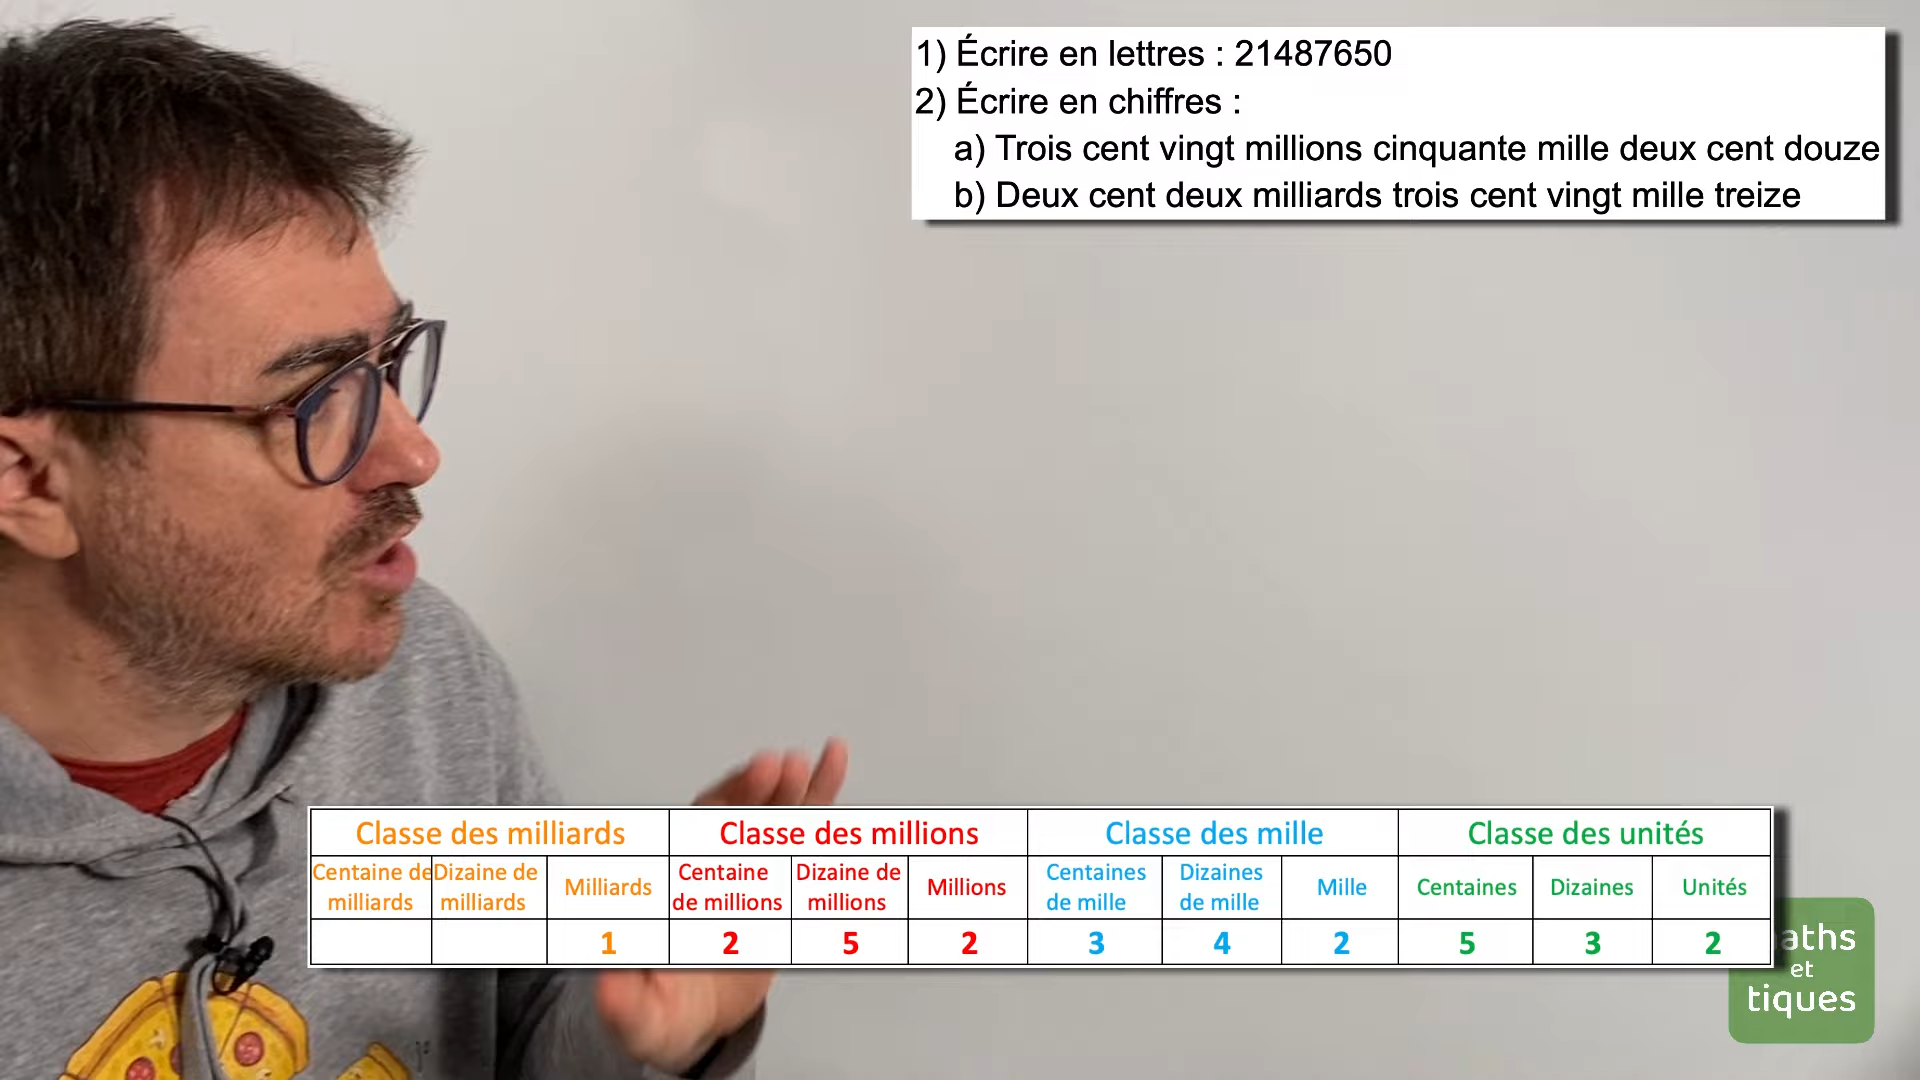 1) Écrire en lettres : 21487650
2) Écrire en chiffres :
a) Trois cent vingt millions cinquante mille deux cent douze
b) Deux cent deux milliards trois cent vingt mille treize
Classe des milliards Classe des millions Classe des mille Classe des unités
Centaine de milliards Dizaine de milliards Milliards Centaine de millions Dizaine de millions Millions Centaines de mille Dizaines de mille Mille Centaines Dizaines Unités
1 2 5 2 3 4 2 5 3 2
aths
et
tiques